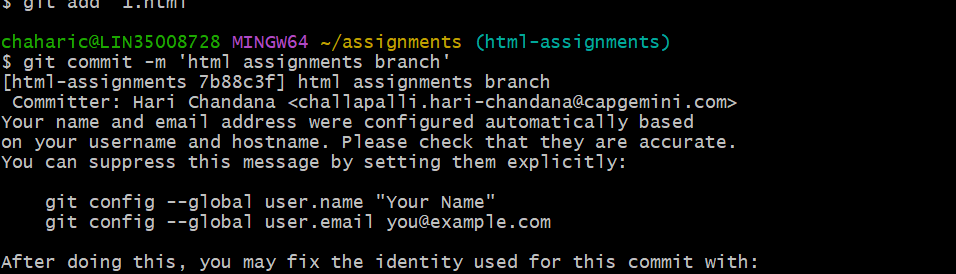 $ git add 1.html
chaharic@LIN35008728 MINGW64 ~/assignments (html-assignments)
$ git commit -m 'html assignments branch'
[html-assignments 7b88c3f] html assignments branch
 Committer: Hari Chandana <challapalli.hari-chandana@capgemini.com>
Your name and email address were configured automatically based
on your username and hostname. Please check that they are accurate.
You can suppress this message by setting them explicitly:
    git config --global user.name "Your Name"
    git config --global user.email you@example.com
After doing this, you may fix the identity used for this commit with: